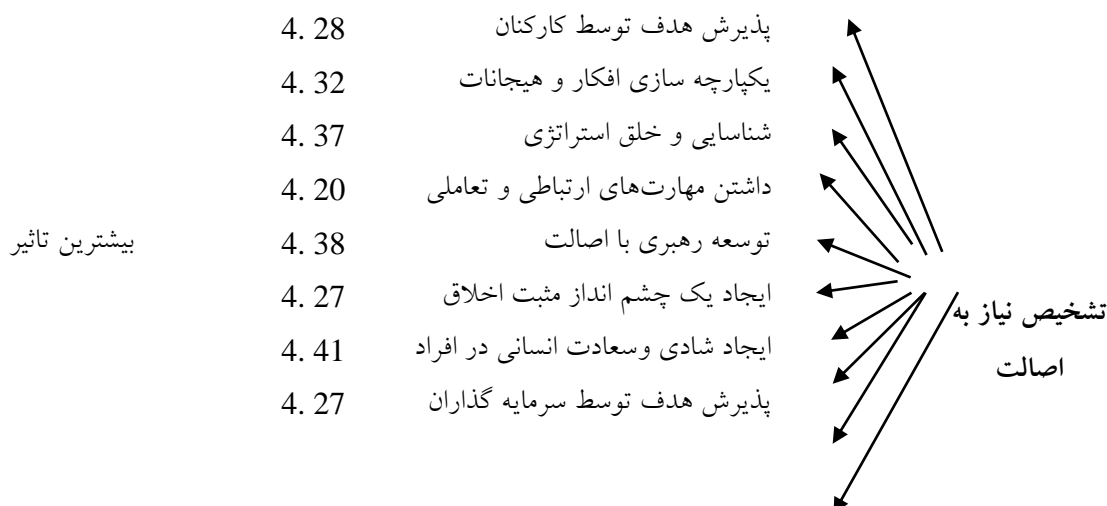 پذیرش هدف توسط کارکنان 4. 28
یکپارچه سازی افکار و هیجانات 4. 32
شناسایی و خلق استراتژی 4. 37
داشتن مهارت‌های ارتباطی و تعاملی 4. 20
توسعه رهبری با اصالت 4. 38 بیشترین تاثیر
ایجاد یک چشم انداز مثبت اخلاق 4. 27
ایجاد شادی وسعادت انسانی در افراد 4. 41
پذیرش هدف توسط سرمایه گذاران 4. 27
تشخیص نیاز به
اصالت